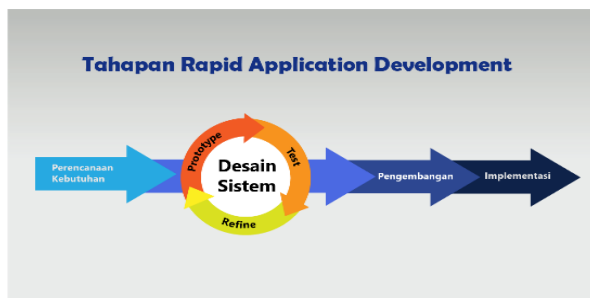 Tahapan Rapid Application Development
Perencanaan
Kebutuhan
Prototype
Test
Refine
Desain
Sistem
Pengembangan
Implementasi